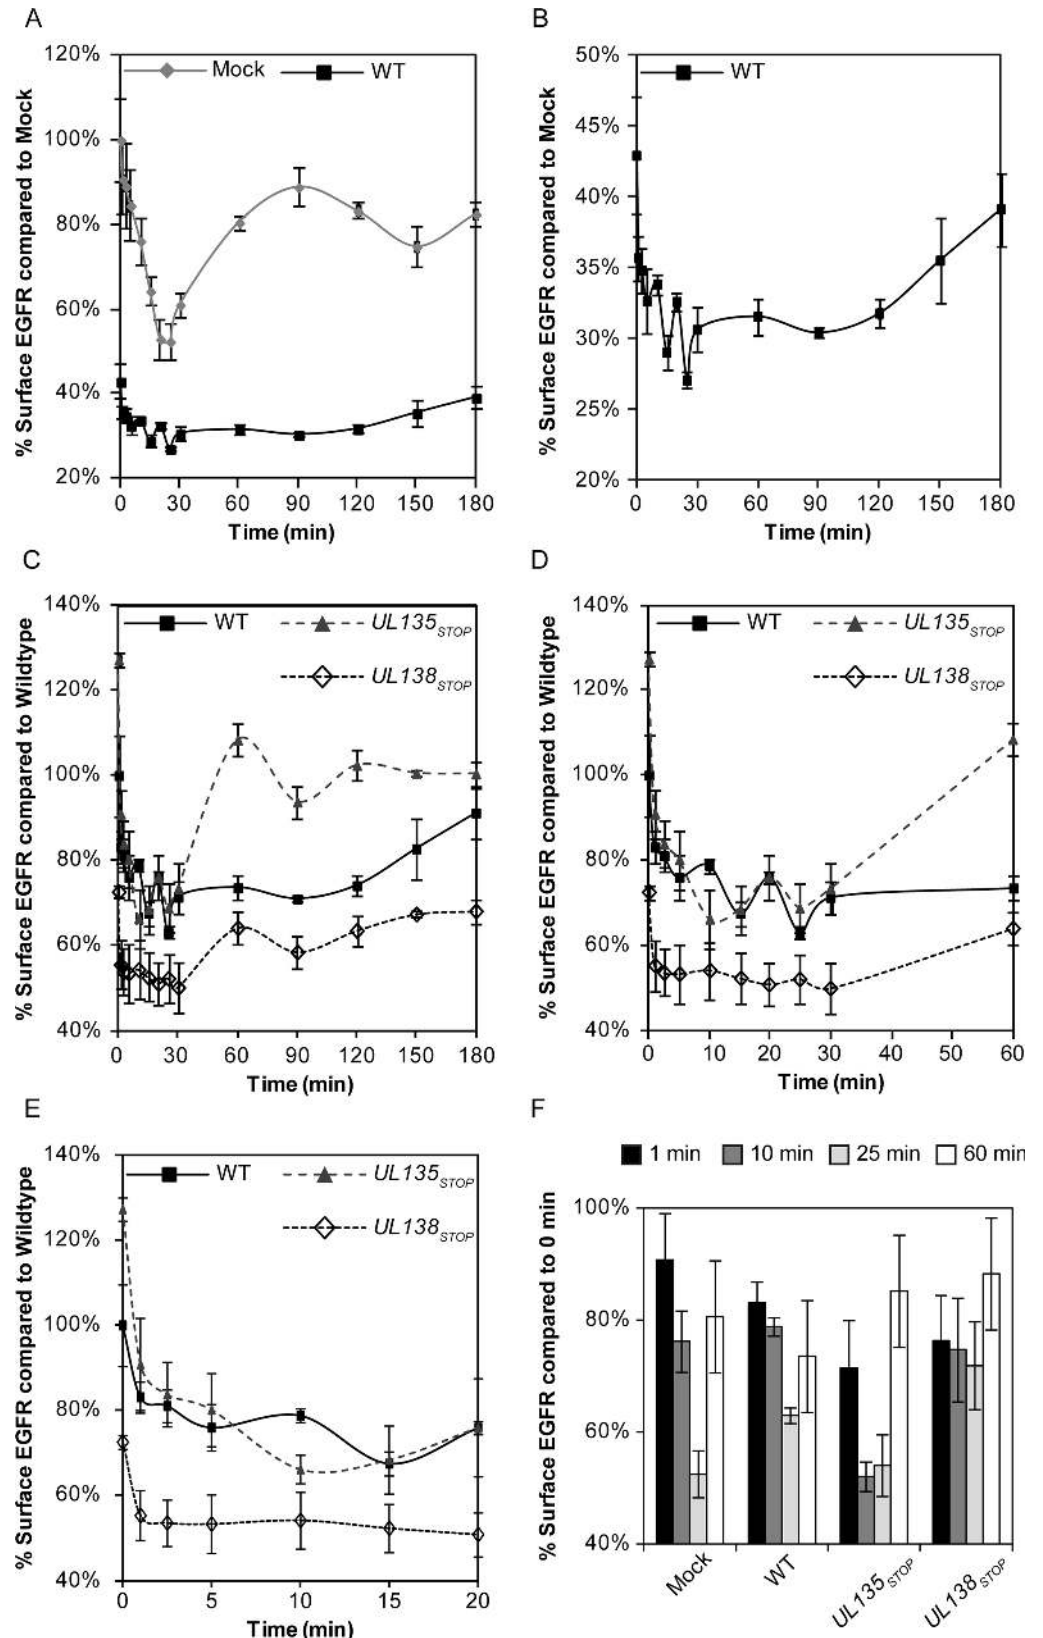 A
% Surface EGFR compared to Mock
120%
100%
80%
60%
40%
20%
Mock
WT
0 30 60 90 120 150 180
Time (min)
B
% Surface EGFR compared to Mock
50%
45%
40%
35%
30%
25%
20%
WT
0 30 60 90 120 150 180
Time (min)
C
% Surface EGFR compared to Wildtype
140%
120%
100%
80%
60%
40%
WT
UL135STOP
UL138STOP
0 30 60 90 120 150 180
Time (min)
D
% Surface EGFR compared to Wildtype
140%
120%
100%
80%
60%
40%
WT
UL135STOP
UL138STOP
0 10 20 30 40 50 60
Time (min)
E
% Surface EGFR compared to Wildtype
140%
120%
100%
80%
60%
40%
WT
UL135STOP
UL138STOP
0 5 10 15 20
Time (min)
F
1 min 10 min 25 min 60 min
% Surface EGFR compared to 0 min
100%
80%
60%
40%
Mock
WT
UL135STOP
UL138STOP